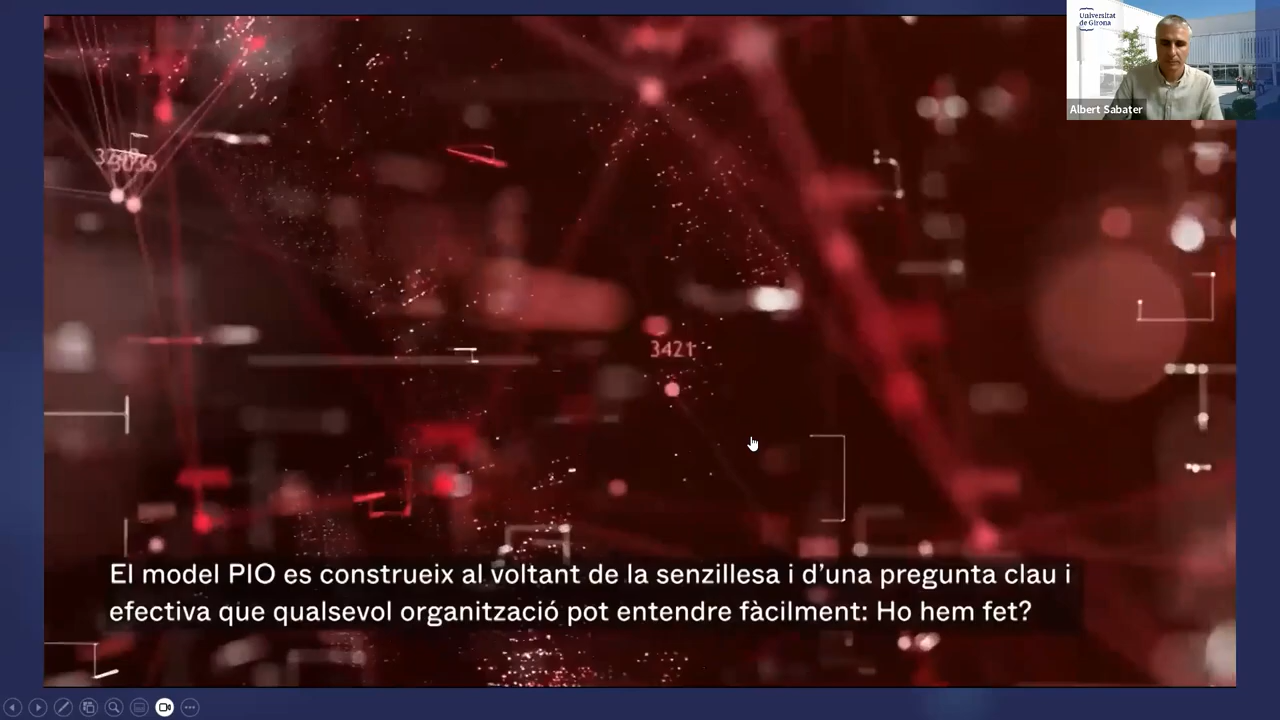 Universitat
de Girona
Albert Sabater
3421
El model PIO es construeix al voltant de la senzillesa i d'una pregunta clau i
efectiva que qualsevol organització pot entendre fàcilment: Ho hem fet?